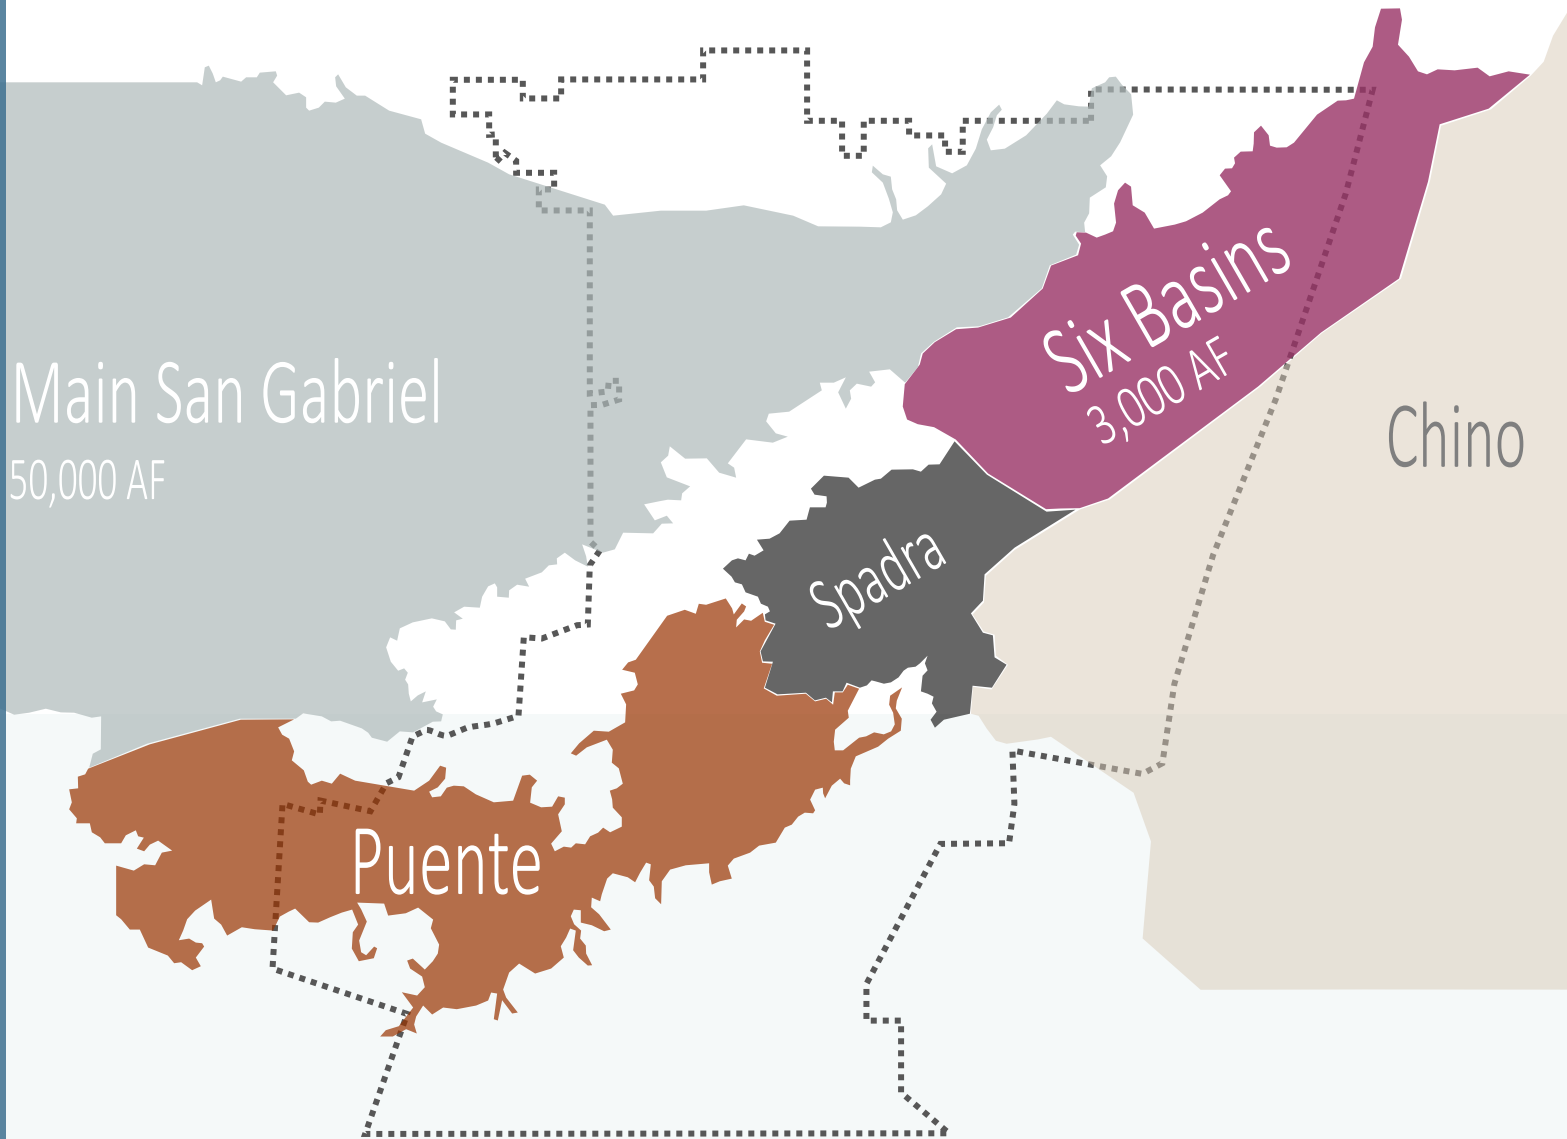 Main San Gabriel
50,000 AF
Six Basins
3,000 AF
Chino
Spadra
Puente